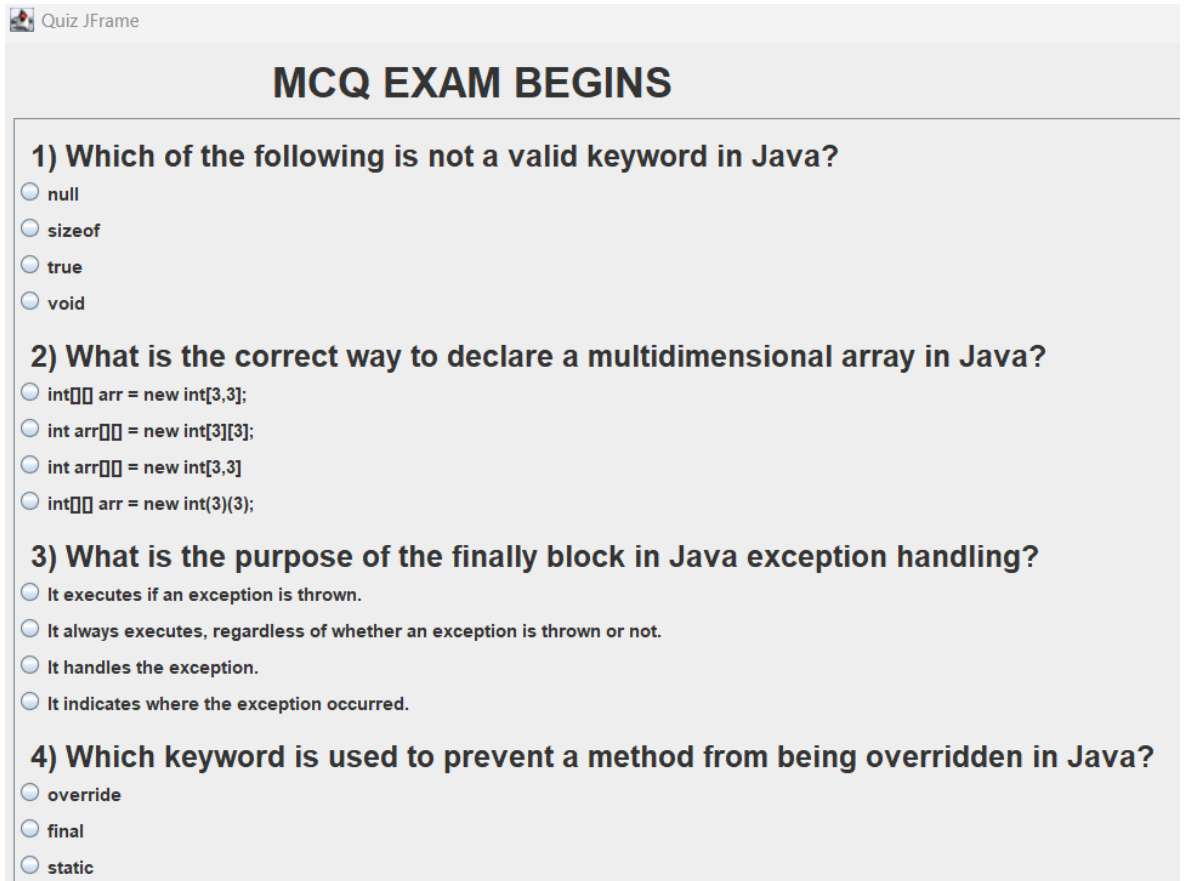 Quiz JFrame
MCQ EXAM BEGINS
1) Which of the following is not a valid keyword in Java?
null
sizeof
true
void
2) What is the correct way to declare a multidimensional array in Java?
int[][] arr = new int[3,3];
int arr[][] = new int[3][3];
int arr[][] = new int[3,3]
int[][] arr = new int(3)(3);
3) What is the purpose of the finally block in Java exception handling?
It executes if an exception is thrown.
It always executes, regardless of whether an exception is thrown or not.
It handles the exception.
It indicates where the exception occurred.
4) Which keyword is used to prevent a method from being overridden in Java?
override
final
static